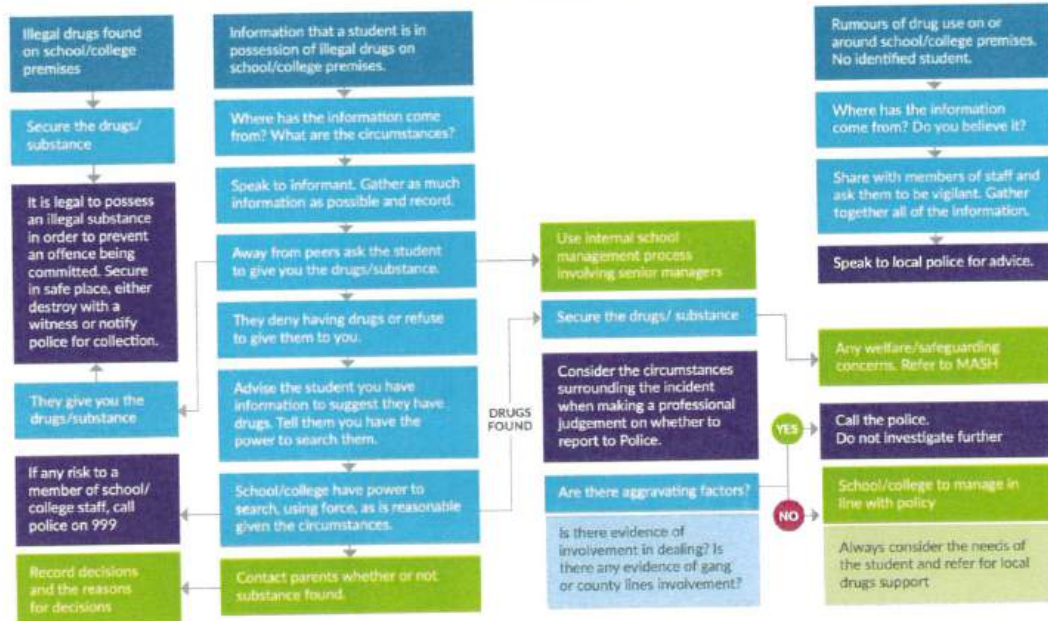 Illegal drugs found
on school/college
premises
Secure the drugs/
substance
It is legal to possess
an illegal substance
in order to prevent
an offence being
committed. Secure
in safe place, either
destroy with a
witness or notify
police for collection.
They give you the
drugs/substance
If any risk to a
member of school/
college staff, call
police on 999
Record decisions
and the reasons
for decisions
Information that a student is in
possession of illegal drugs on
school/college premises.
Where has the information come
from? What are the circumstances?
Speak to informant. Gather as much
information as possible and record.
Away from peers ask the student
to give you the drugs/substance.
They deny having drugs or refuse
to give them to you.
Advise the student you have
information to suggest they have
drugs. Tell them you have the
power to search them.
School/college have power to
search, using force, as is reasonable
given the circumstances.
Contact parents whether or not
substance found.
DRUGS
FOUND
Use internal school
management process
involving senior managers
Secure the drugs/ substance
Consider the circumstances
surrounding the incident
when making a professional
judgement on whether to
report to Police.
Are there aggravating factors?
Is there evidence of
involvement in dealing? Is
there any evidence of gang
or county lines involvement?
YES
NO
Rumours of drug use on or
around school/college premises.
No identified student.
Where has the information
come from? Do you believe it?
Share with members of staff and
ask them to be vigilant. Gather
together all of the information.
Speak to local police for advice.
Any welfare/safeguarding
concerns. Refer to MASH
Call the police.
Do not investigate further
School/college to manage in
line with policy
Always consider the needs of
the student and refer for local
drugs support